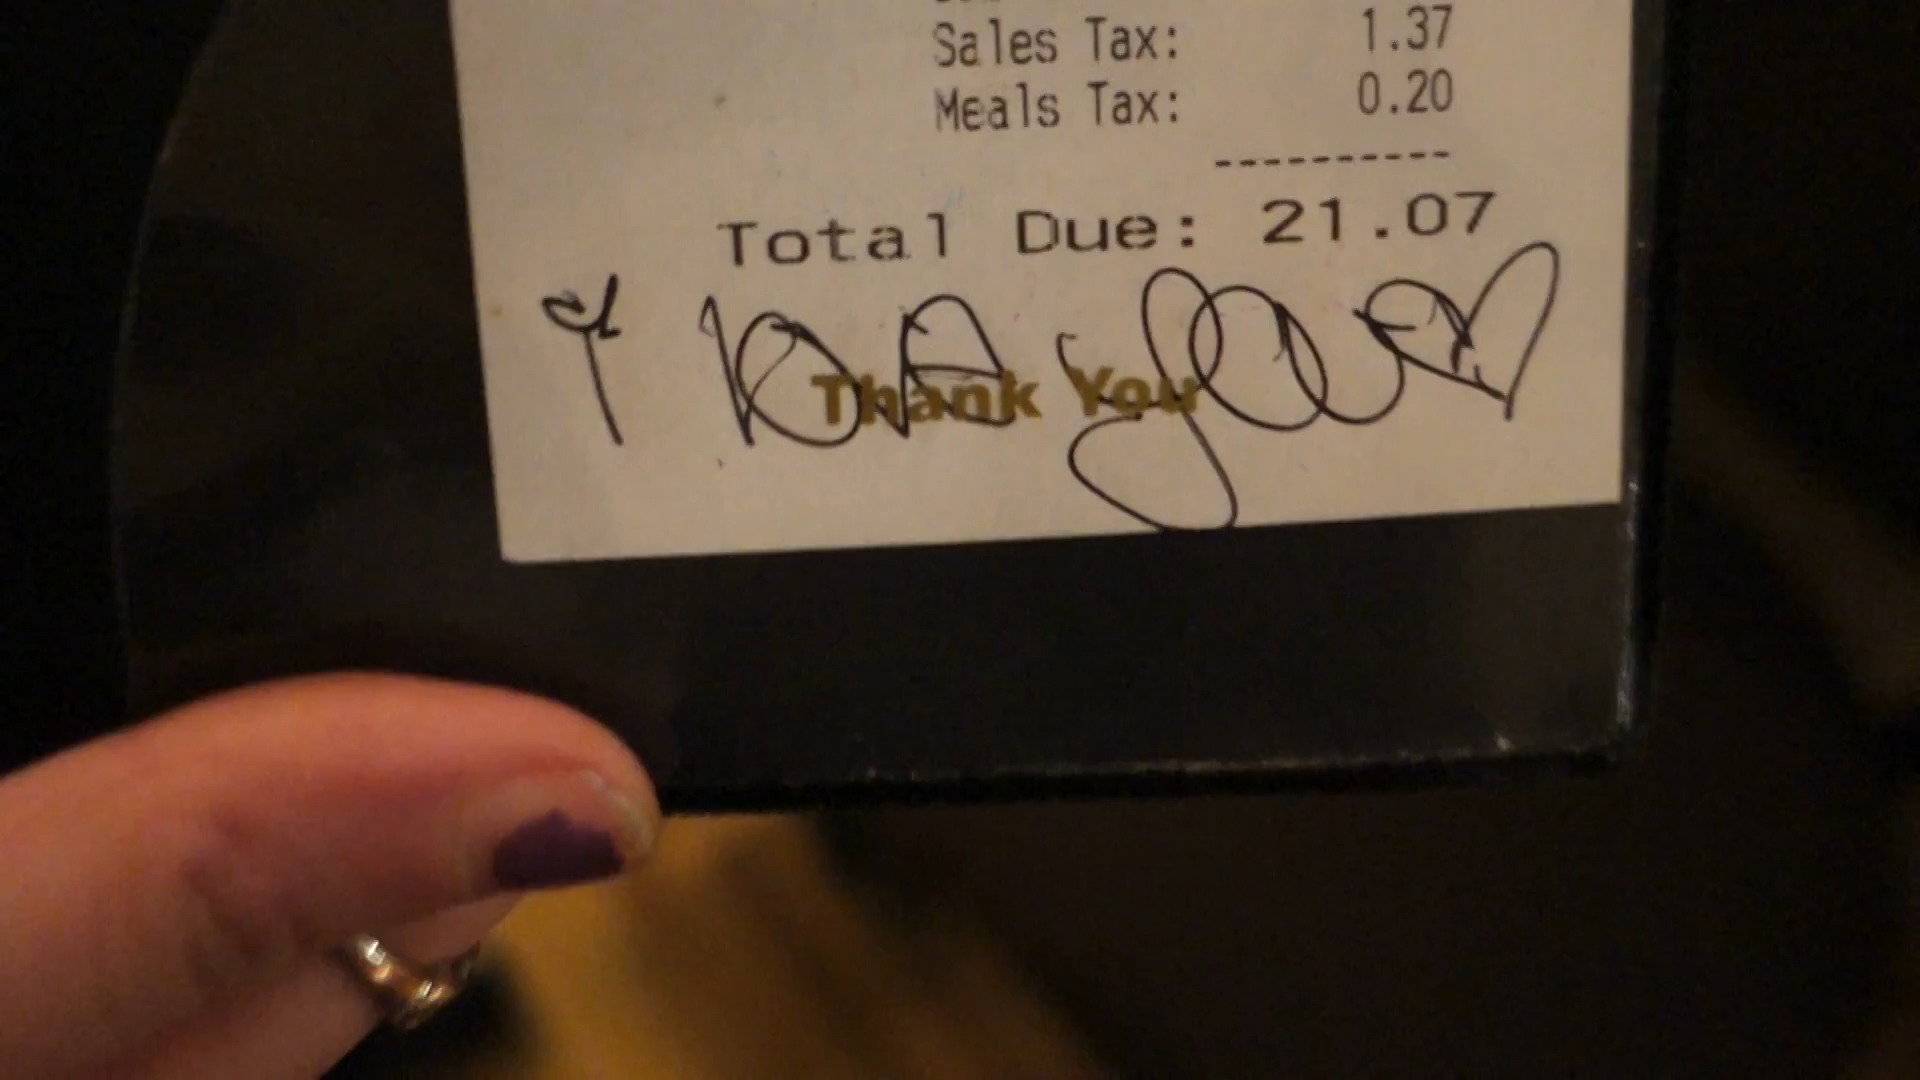 Sales Tax: 1.37
Meals Tax: 0.20
----------
Total Due: 21.07
Thank You